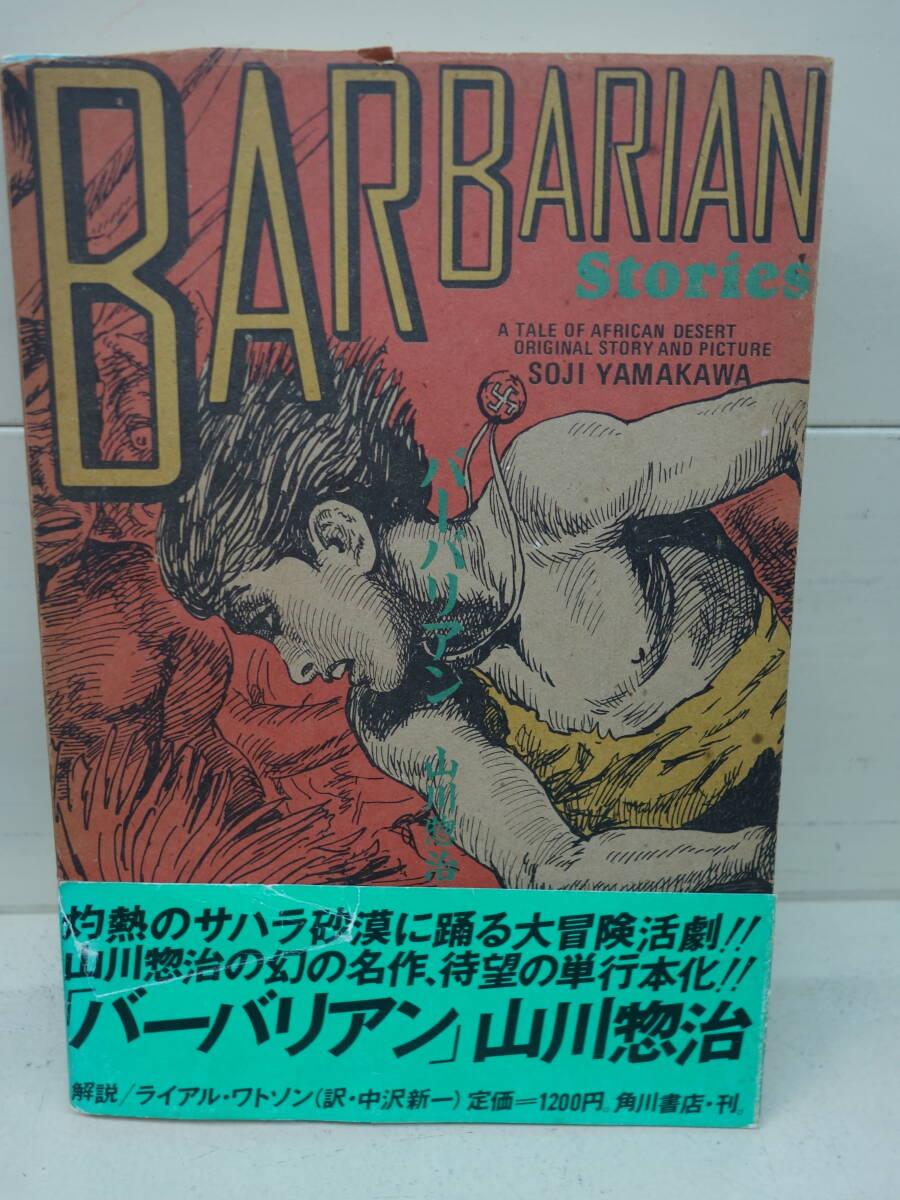 BARBARIAN
Stories
A TALE OF AFRICAN DESERT
ORIGINAL STORY AND PICTURE
SOJI YAMAKAWA
バーバリアン 山川惣治
灼熱のサハラ砂漠に踊る大冒険活劇!!
山川惣治の幻の名作、待望の単行本化!!
「バーバリアン」山川惣治
解説/ライアル・ワトソン(訳・中沢新一)定価=1200円。角川書店・刊。